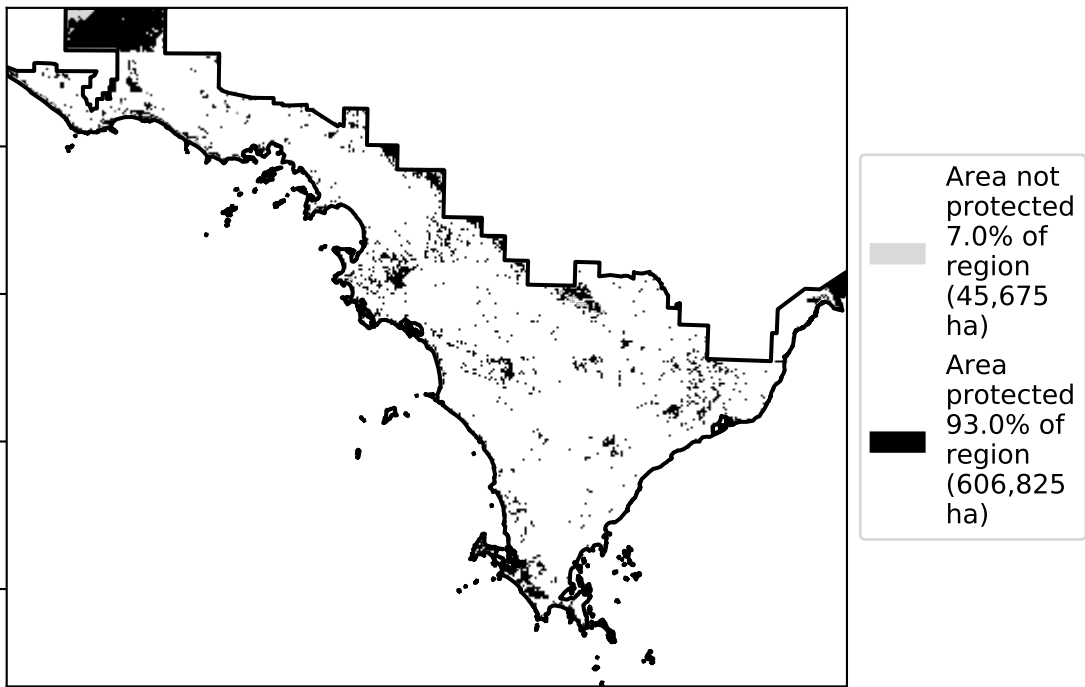 Area not
protected
7.0% of
region
(45,675
ha)
Area
protected
93.0% of
region
(606,825
ha)